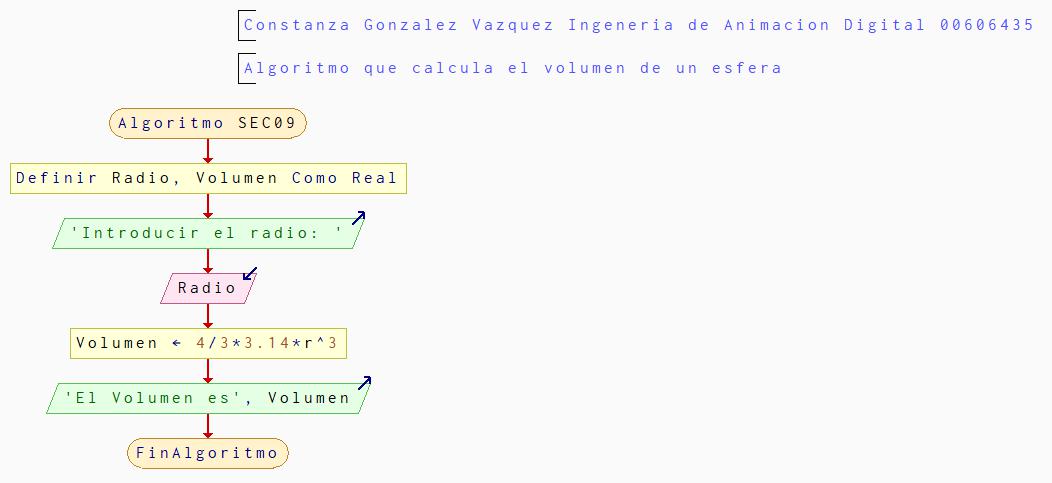 Constanza Gonzalez Vazquez Ingeneria de Animacion Digital 00606435
Algoritmo que calcula el volumen de un esfera
Algoritmo SEC09
Definir Radio, Volumen Como Real
'Introducir el radio: '
Radio
Volumen ← 4/3*3.14*r^3
'El Volumen es', Volumen
FinAlgoritmo